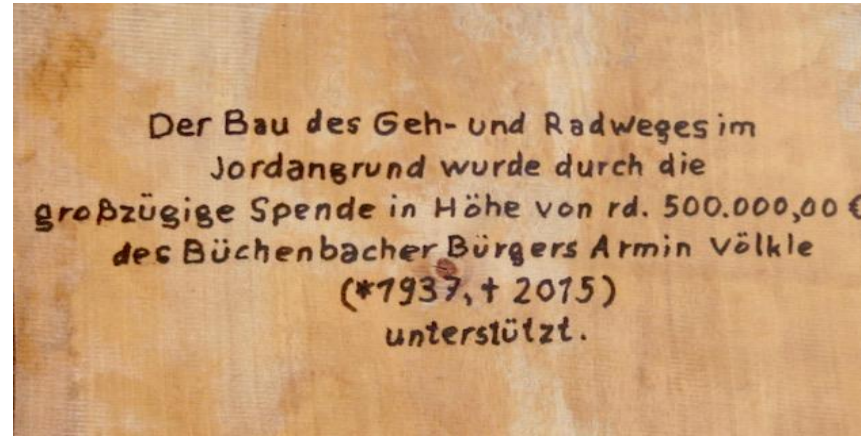 Der Bau des Geh- und Radweges im
Jordangrund wurde durch die
großzügige Spende in Höhe von rd. 500.000,00 €
des Büchenbacher Bürgers Armin Völkle
(*1937, † 2015)
unterstützt.